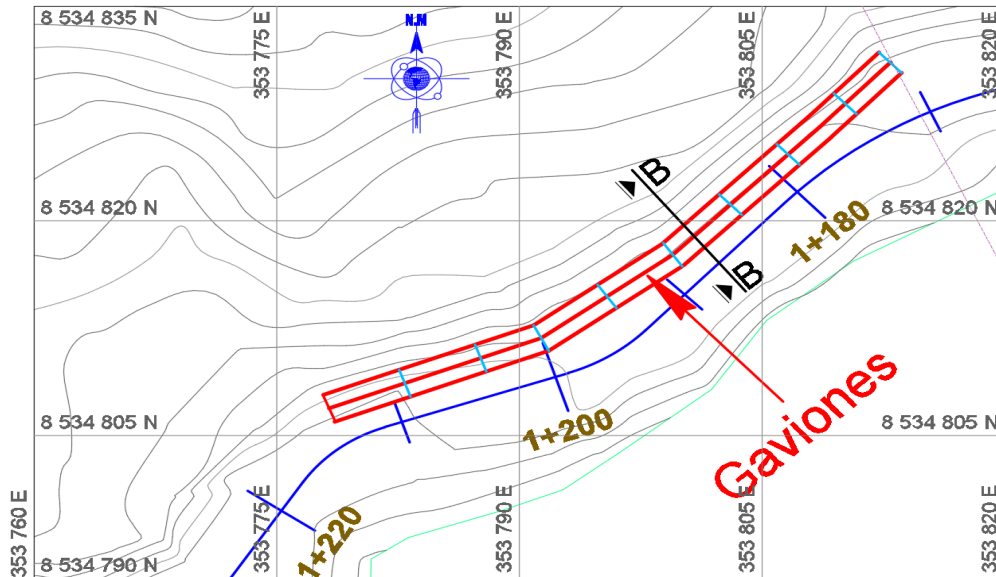 8 534 835 N
353 775 E
N.M
353 790 E
353 805 E
353 820 E
B
8 534 820 N
8 534 820 N
1+180
B
Gaviones
8 534 805 N
1+200
8 534 805 N
353 760 E
353 775 E
353 790 E
353 805 E
353 820 E
1+220
8 534 790 N